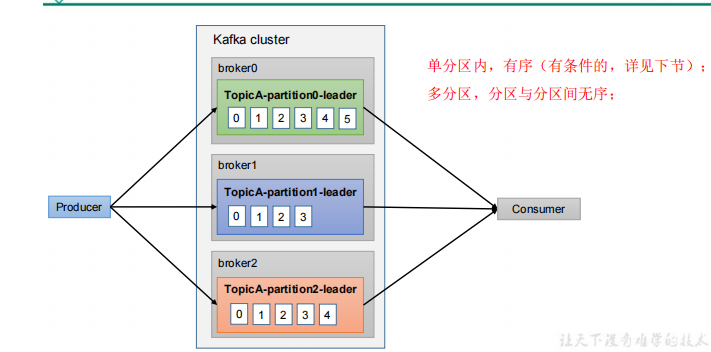 Kafka cluster
broker0
TopicA-partition0-leader
0 1 2 3 4 5
broker1
TopicA-partition1-leader
0 1 2 3
broker2
TopicA-partition2-leader
0 1 2 3 4
Producer
Consumer
单分区内，有序（有条件的，详见下节）；
多分区，分区与分区间无序；
让天下没有难学的技术